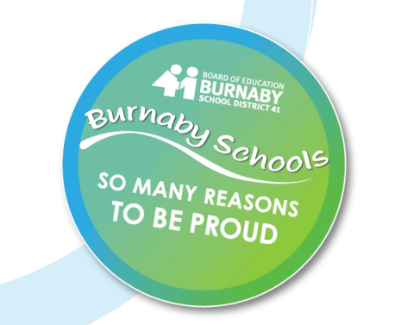 BOARD OF EDUCATION
BURNABY
SCHOOL DISTRICT 41
Burnaby Schools
SO MANY REASONS
TO BE PROUD